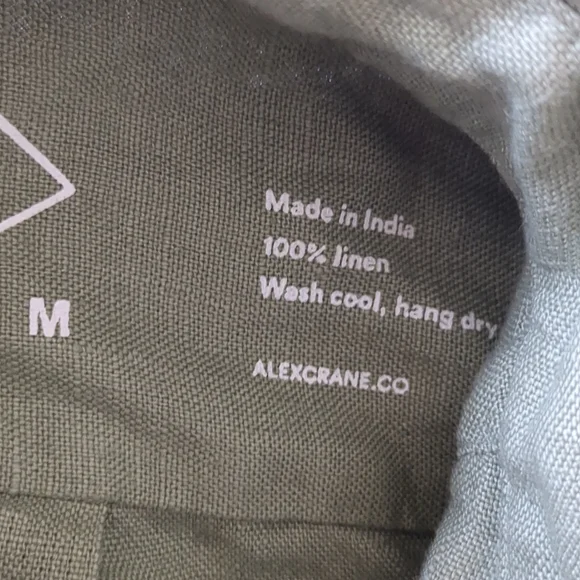 Made in India
100% linen
Wash cool, hang dry
M
ALEXCRANE.CO